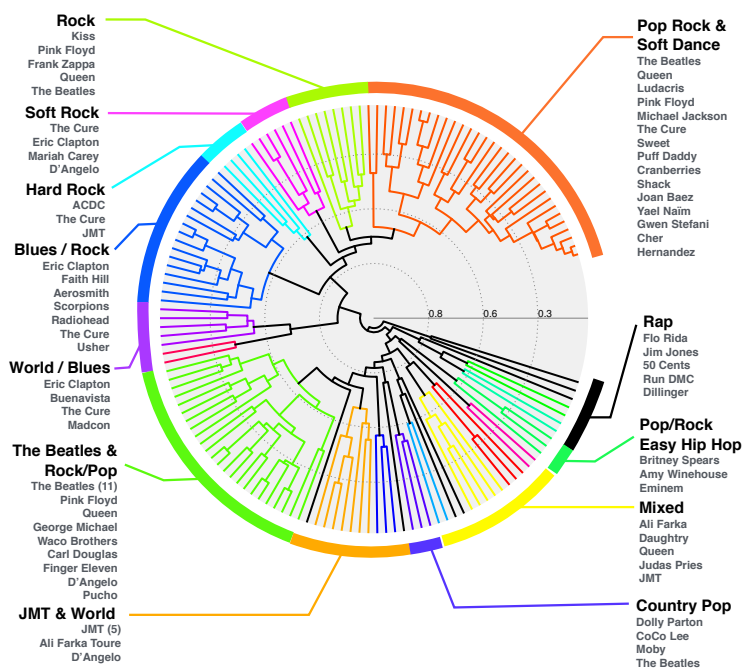 Rock
Kiss
Pink Floyd
Frank Zappa
Queen
The Beatles
Soft Rock
The Cure
Eric Clapton
Mariah Carey
D'Angelo
Hard Rock
ACDC
The Cure
JMT
Blues / Rock
Eric Clapton
Faith Hill
Aerosmith
Scorpions
Radiohead
The Cure
Usher
World / Blues
Eric Clapton
Buenavista
The Cure
Madcon
The Beatles &
Rock/Pop
The Beatles (11)
Pink Floyd
Queen
George Michael
Waco Brothers
Carl Douglas
Finger Eleven
D'Angelo
Pucho
JMT & World
JMT (5)
Ali Farka Toure
D'Angelo
0.8 0.6 0.3
Pop Rock &
Soft Dance
The Beatles
Queen
Ludacris
Pink Floyd
Michael Jackson
The Cure
Sweet
Puff Daddy
Cranberries
Shack
Joan Baez
Yael Naïm
Gwen Stefani
Cher
Hernandez
Rap
Flo Rida
Jim Jones
50 Cents
Run DMC
Dillinger
Pop/Rock
Easy Hip Hop
Britney Spears
Amy Winehouse
Eminem
Mixed
Ali Farka
Daughtry
Queen
Judas Pries
JMT
Country Pop
Dolly Parton
CoCo Lee
Moby
The Beatles